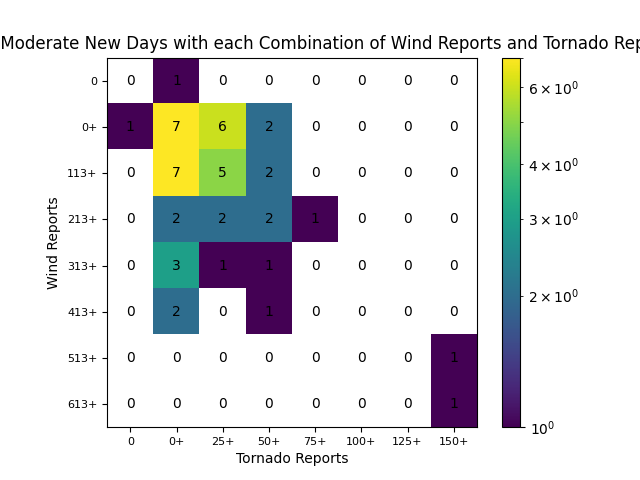 Moderate New Days with each Combination of Wind Reports and Tornado
0 0 1 0 0 0 0 0 0
0+ 1 7 6 2 0 0 0 0
113+ 0 7 5 2 0 0 0 0
213+ 0 2 2 2 1 0 0 0
313+ 0 3 1 1 0 0 0 0
413+ 0 2 0 1 0 0 0 0
513+ 0 0 0 0 0 0 0 1
613+ 0 0 0 0 0 0 0 1
0 0+ 25+ 50+ 75+ 100+ 125+ 150+
Tornado Reports
Wind Reports
6 × 10⁰
4 × 10⁰
3 × 10⁰
2 × 10⁰
10⁰